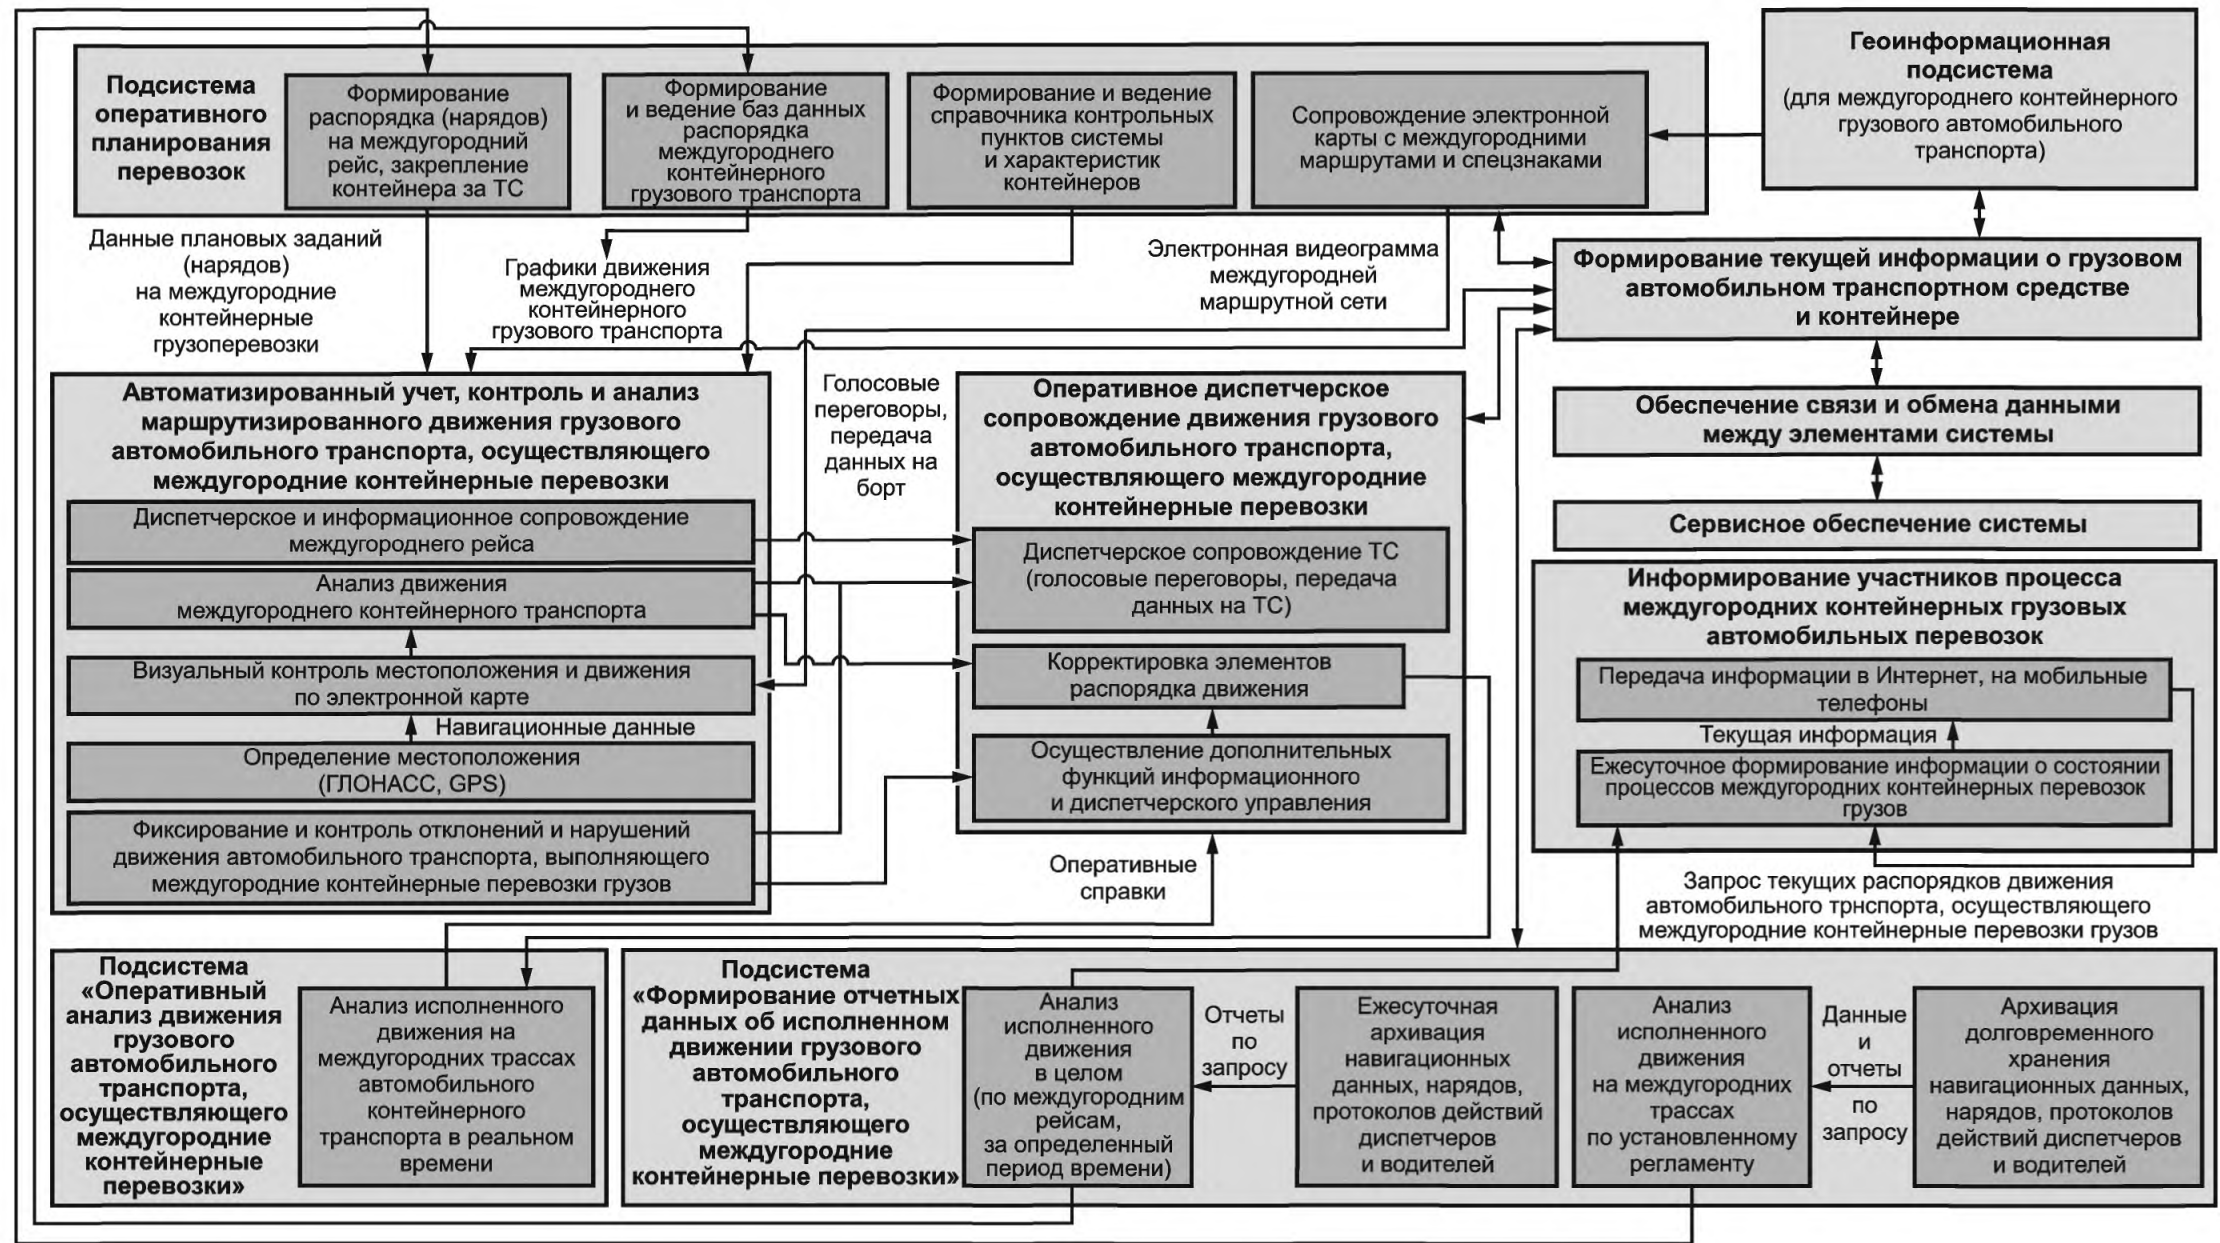 Подсистема
оперативного
планирования
перевозок
Формирование
распорядка (нарядов)
на междугородний
рейс, закрепление
контейнера за ТС
Формирование
и ведение баз данных
распорядка
междугороднего
контейнерного
грузового транспорта
Формирование и ведение
справочника контрольных
пунктов системы
и характеристик
контейнеров
Сопровождение электронной
карты с междугородними
маршрутами и спецзнаками
Геоинформационная
подсистема
(для междугороднего контейнерного
грузового автомобильного
транспорта)
Данные плановых заданий
(нарядов)
на междугородние
контейнерные
грузоперевозки
Графики движения
междугороднего
контейнерного
грузового транспорта
Электронная видеограмма
междугородней
маршрутной сети
Формирование текущей информации о грузовом
автомобильном транспортном средстве
и контейнере
Обеспечение связи и обмена данными
между элементами системы
Сервисное обеспечение системы
Автоматизированный учет, контроль и анализ
маршрутизированного движения грузового
автомобильного транспорта, осуществляющего
междугородние контейнерные перевозки
Диспетчерское и информационное сопровождение
междугороднего рейса
Анализ движения
междугороднего контейнерного транспорта
Визуальный контроль местоположения и движения
по электронной карте
Навигационные данные
Определение местоположения
(ГЛОНАСС, GPS)
Фиксирование и контроль отклонений и нарушений
движения автомобильного транспорта, выполняющего
междугородние контейнерные перевозки грузов
Голосовые
переговоры,
передача
данных на
борт
Оперативное диспетчерское
сопровождение движения грузового
автомобильного транспорта,
осуществляющего междугородние
контейнерные перевозки
Диспетчерское сопровождение ТС
(голосовые переговоры, передача
данных на ТС)
Корректировка элементов
распорядка движения
Осуществление дополнительных
функций информационного
и диспетчерского управления
Оперативные
справки
Информирование участников процесса
междугородних контейнерных грузовых
автомобильных перевозок
Передача информации в Интернет, на мобильные
телефоны
Текущая информация
Ежесуточное формирование информации о состоянии
процессов междугородних контейнерных перевозок
грузов
Запрос текущих распорядков движения
автомобильного трнспорта, осуществляющего
междугородние контейнерные перевозки грузов
Подсистема
«Оперативный
анализ движения
грузового
автомобильного
транспорта,
осуществляющего
междугородние
контейнерные
перевозки»
Анализ исполненного
движения на
междугородних трассах
автомобильного
контейнерного
транспорта в реальном
времени
Подсистема
«Формирование отчетных
данных об исполненном
движении грузового
автомобильного
транспорта,
осуществляющего
междугородние
контейнерные перевозки»
Анализ
исполненного
движения
в целом
(по междугородним
рейсам,
за определенный
период времени)
Отчеты
по
запросу
Ежесуточная
архивация
навигационных
данных, нарядов,
протоколов действий
диспетчеров
и водителей
Анализ
исполненного
движения
на междугородних
трассах
по установленному
регламенту
Данные
и
отчеты
по
запросу
Архивация
долговременного
хранения
навигационных данных,
нарядов, протоколов
действий диспетчеров
и водителей